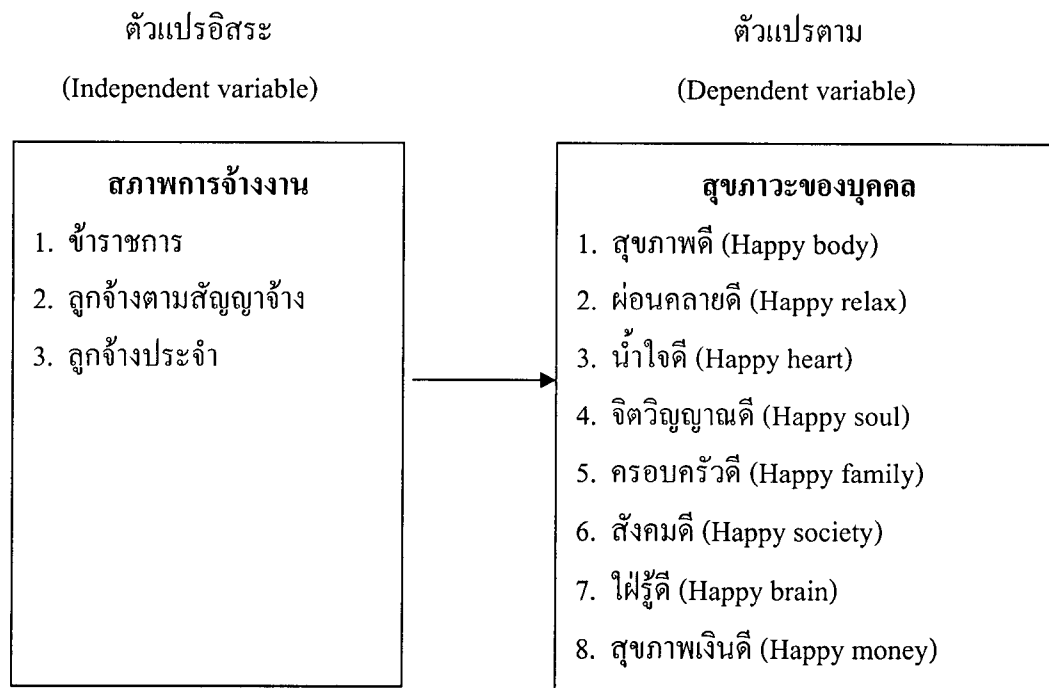 ตัวแปรอิสระ
(Independent variable)
สภาพการจ้างงาน
1. ข้าราชการ
2. ลูกจ้างตามสัญญาจ้าง
3. ลูกจ้างประจำ
ตัวแปรตาม
(Dependent variable)
สุขภาวะของบุคคล
1. สุขภาพดี (Happy body)
2. ผ่อนคลายดี (Happy relax)
3. น้ำใจดี (Happy heart)
4. จิตวิญญาณดี (Happy soul)
5. ครอบครัวดี (Happy family)
6. สังคมดี (Happy society)
7. ใฝ่รู้ดี (Happy brain)
8. สุขภาพเงินดี (Happy money)